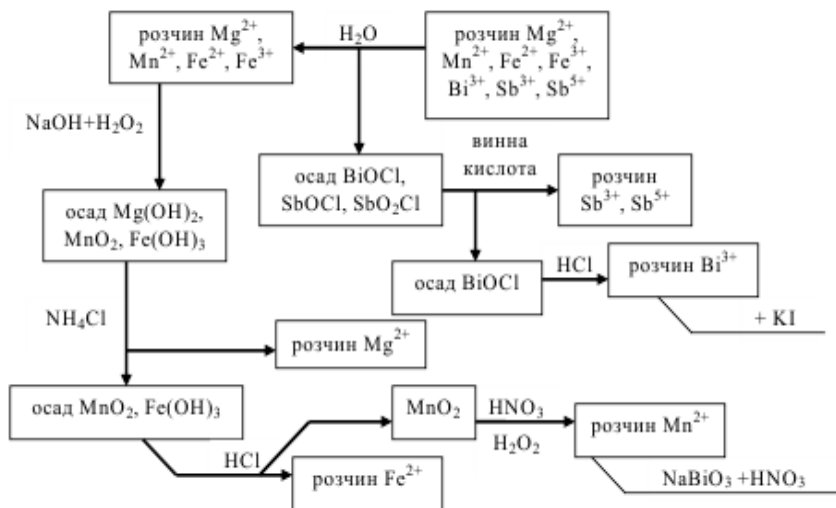 розчин Mg²⁺,
Mn²⁺, Fe²⁺, Fe³⁺
H₂O
розчин Mg²⁺,
Mn²⁺, Fe²⁺, Fe³⁺,
Bi³⁺, Sb³⁺, Sb⁵⁺
NaOH+H₂O₂
осад BiOCl,
SbOCl, SbO₂Cl
винна
кислота
розчин
Sb³⁺, Sb⁵⁺
осад Mg(OH)₂,
MnO₂, Fe(OH)₃
осад BiOCl
HCl
розчин Bi³⁺
+ KI
NH₄Cl
розчин Mg²⁺
осад MnO₂, Fe(OH)₃
HCl
MnO₂
HNO₃
H₂O₂
розчин Mn²⁺
розчин Fe²⁺
NaBiO₃ +HNO₃